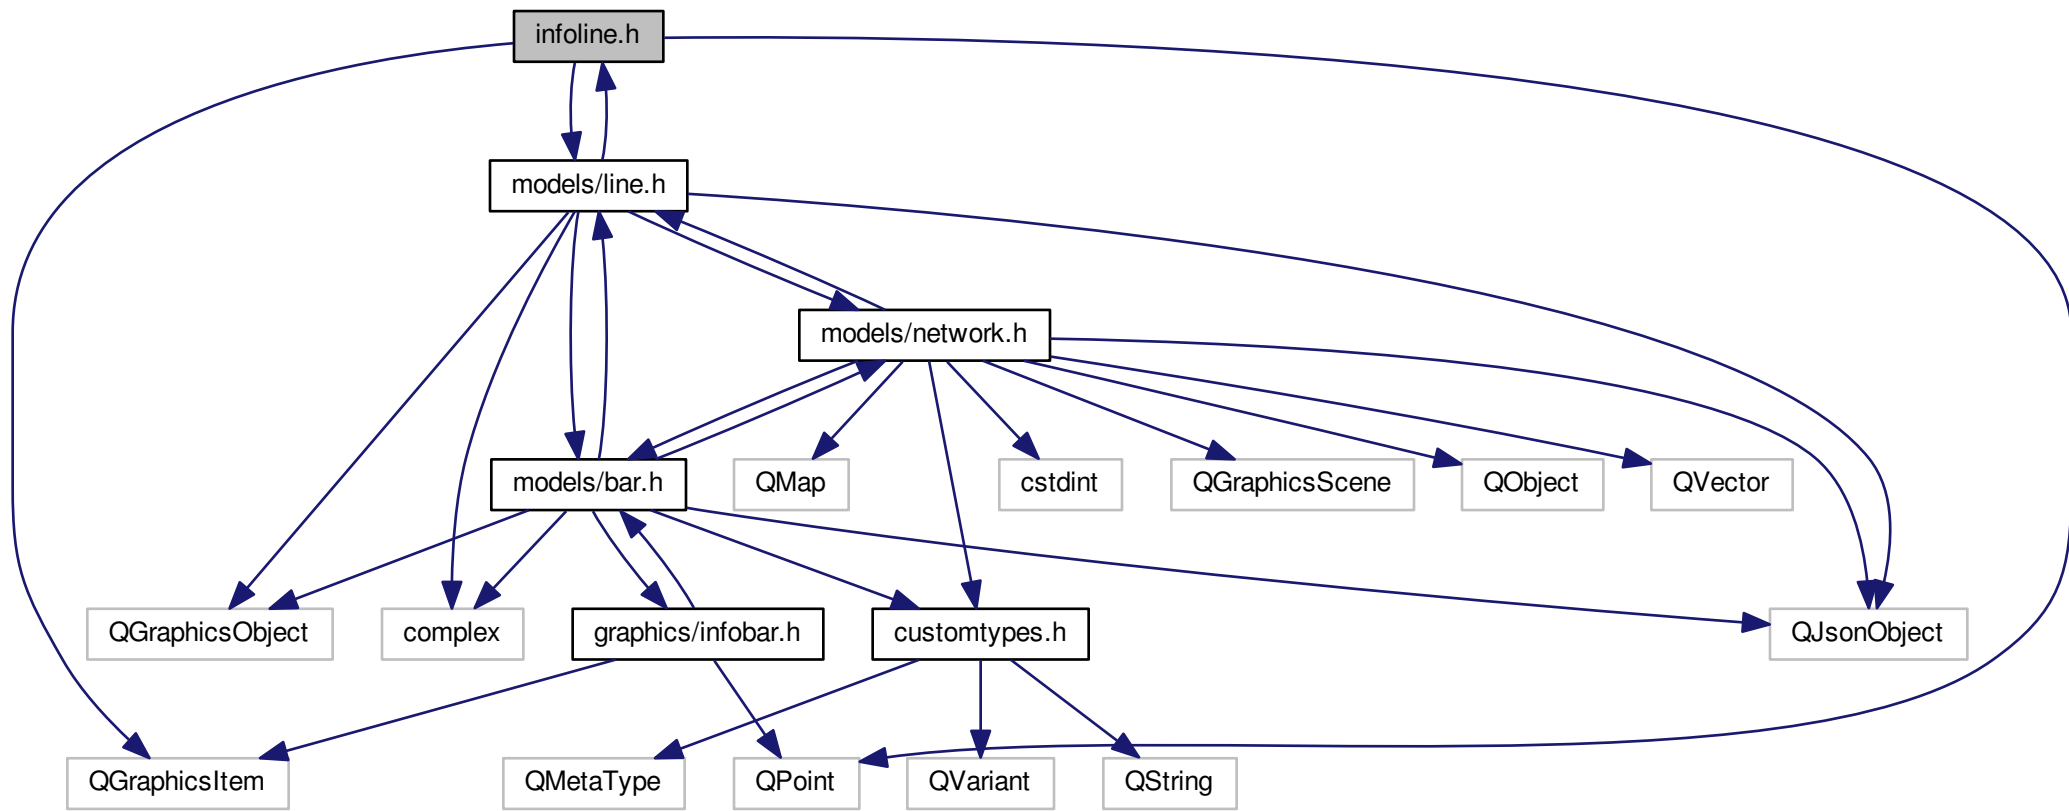 infoline.h
models/line.h
models/network.h
models/bar.h
QMap
cstdint
QGraphicsScene
QObject
QVector
QGraphicsObject
complex
graphics/infobar.h
customtypes.h
QJsonObject
QGraphicsItem
QMetaType
QPoint
QVariant
QString